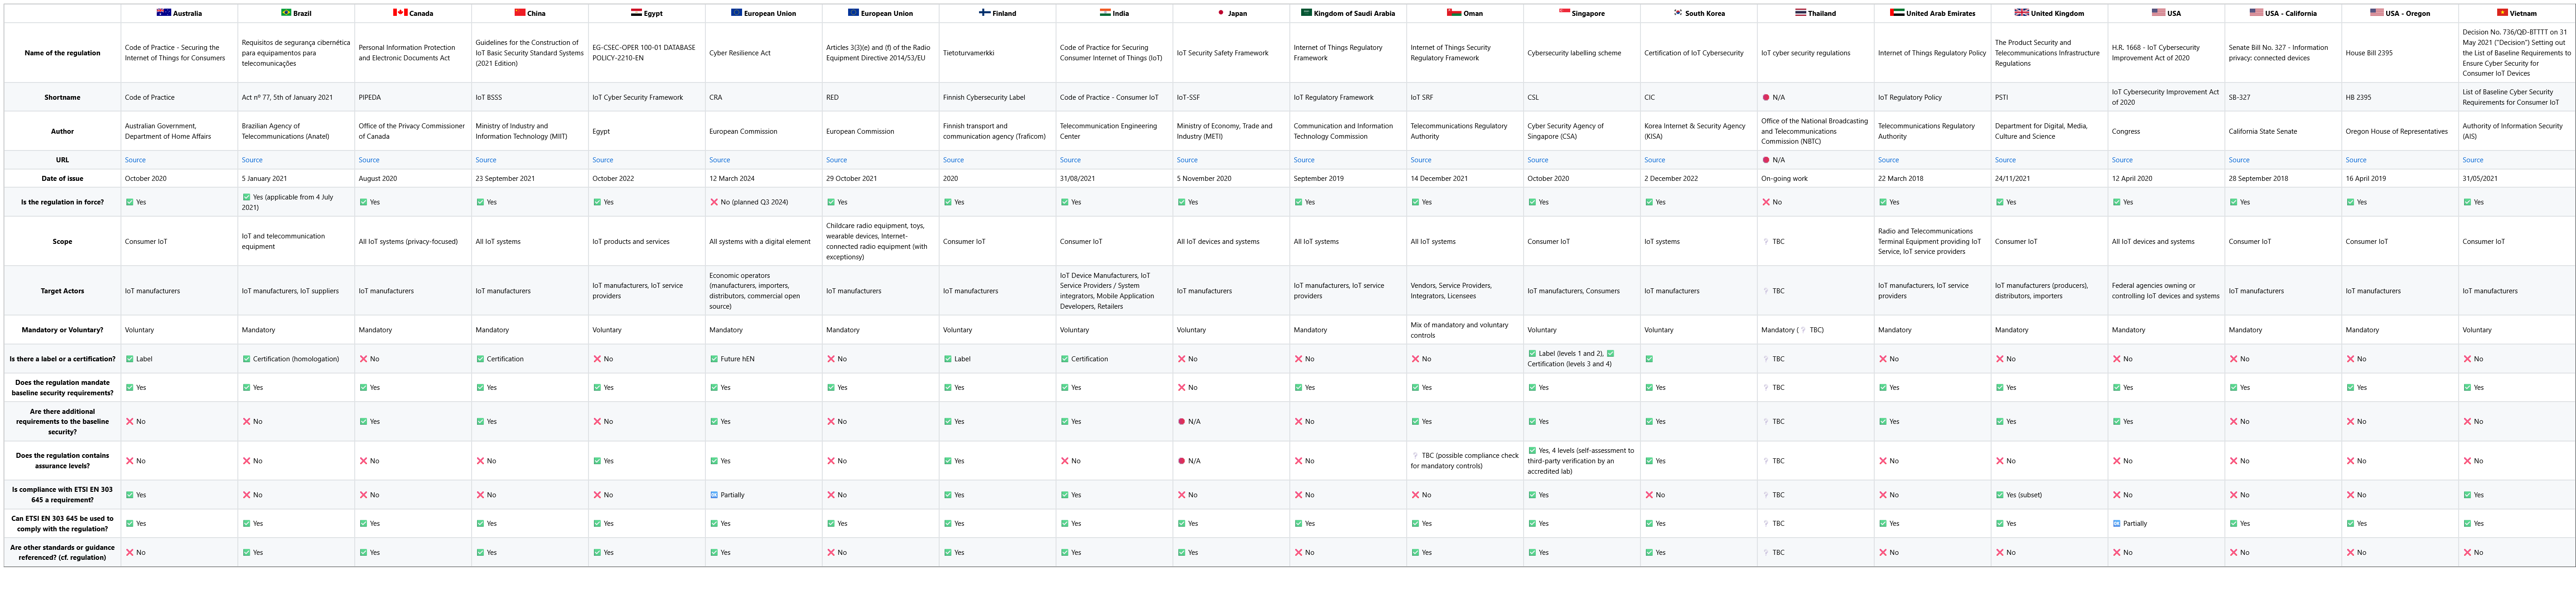 Australia Brazil Canada China Egypt European Union European Union Finland India Japan Kingdom of Saudi Arabia Oman Singapore South Korea Thailand United Arab Emirates United Kingdom USA USA - California USA - Oregon Vietnam
Name of the regulation
Code of Practice - Securing the
Internet of Things for Consumers
Requisitos de segurança cibernética
para equipamentos para
telecomunicações
Personal Information Protection
and Electronic Documents Act
Guidelines for the Construction of
IoT Basic Security Standard Systems
(2021 Edition)
EG-CSEC-OPER 100-01 DATABASE
POLICY-2210-EN
Cyber Resilience Act
Articles 3(3)(e) and (f) of the Radio
Equipment Directive 2014/53/EU
Tietoturvamerkki
Code of Practice for Securing
Consumer Internet of Things (IoT)
IoT Security Safety Framework
Internet of Things Regulatory
Framework
Internet of Things Security
Regulatory Framework
Cybersecurity labelling scheme
Certification of IoT Cybersecurity
IoT cyber security regulations
Internet of Things Regulatory Policy
The Product Security and
Telecommunications Infrastructure
Regulations
H.R. 1668 - IoT Cybersecurity
Improvement Act of 2020
Senate Bill No. 327 - Information
privacy: connected devices
House Bill 2395
Decision No. 736/QĐ-BTTTT on 31
May 2021 ("Decision") Setting out
the List of Baseline Requirements to
Ensure Cyber Security for
Consumer IoT Devices
Shortname
Code of Practice
Act nº 77, 5th of January 2021
PIPEDA
IoT BSSS
IoT Cyber Security Framework
CRA
RED
Finnish Cybersecurity Label
Code of Practice - Consumer IoT
IoT-SSF
IoT Regulatory Framework
IoT SRF
CSL
CIC
N/A
IoT Regulatory Policy
PSTI
IoT Cybersecurity Improvement Act
of 2020
SB-327
HB 2395
List of Baseline Cyber Security
Requirements for Consumer IoT
Author
Australian Government,
Department of Home Affairs
Brazilian Agency of
Telecommunications (Anatel)
Office of the Privacy Commissioner
of Canada
Ministry of Industry and
Information Technology (MIIT)
Egypt
European Commission
European Commission
Finnish transport and
communication agency (Traficom)
Telecommunication Engineering
Center
Ministry of Economy, Trade and
Industry (METI)
Communication and Information
Technology Commission
Telecommunications Regulatory
Authority
Cyber Security Agency of
Singapore (CSA)
Korea Internet & Security Agency
(KISA)
Office of the National Broadcasting
and Telecommunications
Commission (NBTC)
Telecommunications Regulatory
Authority
Department for Digital, Media,
Culture and Science
Congress
California State Senate
Oregon House of Representatives
Authority of Information Security
(AIS)
URL Source Source Source Source Source Source Source Source Source Source Source Source Source Source N/A Source Source Source Source Source Source
Date of issue October 2020 5 January 2021 August 2020 23 September 2021 October 2022 12 March 2024 29 October 2021 2020 31/08/2021 5 November 2020 September 2019 14 December 2021 October 2020 2 December 2022 On-going work 22 March 2018 24/11/2021 12 April 2020 28 September 2018 16 April 2019 31/05/2021
Is the regulation in force?
✅ Yes
✅ Yes (applicable from 4 July
2021)
✅ Yes
✅ Yes
✅ Yes
❌ No (planned Q3 2024)
✅ Yes
✅ Yes
✅ Yes
✅ Yes
✅ Yes
✅ Yes
✅ Yes
✅ Yes
❌ No
✅ Yes
✅ Yes
✅ Yes
✅ Yes
✅ Yes
✅ Yes
Scope
Consumer IoT
IoT and telecommunication
equipment
All IoT systems (privacy-focused)
All IoT systems
IoT products and services
All systems with a digital element
Childcare radio equipment, toys,
wearable devices, Internet-
connected radio equipment (with
exceptionsy)
Consumer IoT
Consumer IoT
All IoT devices and systems
All IoT systems
All IoT systems
Consumer IoT
IoT systems
❔ TBC
Radio and Telecommunications
Terminal Equipment providing IoT
Service, IoT service providers
Consumer IoT
All IoT devices and systems
Consumer IoT
Consumer IoT
Consumer IoT
Target Actors
IoT manufacturers
IoT manufacturers, IoT suppliers
IoT manufacturers
IoT manufacturers
IoT manufacturers, IoT service
providers
Economic operators
(manufacturers, importers,
distributors, commercial open
source)
IoT manufacturers
IoT manufacturers
IoT Device Manufacturers, IoT
Service Providers / System
integrators, Mobile Application
Developers, Retailers
IoT manufacturers
IoT manufacturers, IoT service
providers
Vendors, Service Providers,
Integrators, Licensees
IoT manufacturers, Consumers
IoT manufacturers
❔ TBC
IoT manufacturers, IoT service
providers
IoT manufacturers (producers),
distributors, importers
Federal agencies owning or
controlling IoT devices and systems
IoT manufacturers
IoT manufacturers
IoT manufacturers
Mandatory or Voluntary?
Voluntary
Mandatory
Mandatory
Mandatory
Voluntary
Mandatory
Mandatory
Voluntary
Voluntary
Voluntary
Mandatory
Mix of mandatory and voluntary
controls
Voluntary
Voluntary
Mandatory (❔ TBC)
Mandatory
Mandatory
Mandatory
Mandatory
Mandatory
Voluntary
Is there a label or a certification?
✅ Label
✅ Certification (homologation)
❌ No
✅ Certification
❌ No
✅ Future hEN
❌ No
✅ Label
✅ Certification
❌ No
❌ No
❌ No
✅ Label (levels 1 and 2), ✅
Certification (levels 3 and 4)
✅
❔ TBC
❌ No
❌ No
❌ No
❌ No
❌ No
❌ No
Does the regulation mandate
baseline security requirements?
✅ Yes ✅ Yes ✅ Yes ✅ Yes ✅ Yes ✅ Yes ✅ Yes ✅ Yes ✅ Yes ❌ No ✅ Yes ✅ Yes ✅ Yes ✅ Yes ❔ TBC ✅ Yes ✅ Yes ✅ Yes ✅ Yes ✅ Yes ✅ Yes
Are there additional
requirements to the baseline
security?
❌ No ❌ No ✅ Yes ✅ Yes ❌ No ✅ Yes ❌ No ✅ Yes ✅ Yes N/A ❌ No ✅ Yes ✅ Yes ✅ Yes ❔ TBC ✅ Yes ✅ Yes ✅ Yes ❌ No ❌ No ❌ No
Does the regulation contains
assurance levels?
❌ No
❌ No
❌ No
❌ No
✅ Yes
✅ Yes
❌ No
✅ Yes
❌ No
N/A
❌ No
❔ TBC (possible compliance check
for mandatory controls)
✅ Yes, 4 levels (self-assessment to
third-party verification by an
accredited lab)
✅ Yes
❔ TBC
❌ No
❌ No
❌ No
❌ No
❌ No
❌ No
Is compliance with ETSI EN 303
645 a requirement?
✅ Yes ❌ No ❌ No ❌ No ❌ No Partially ❌ No ✅ Yes ✅ Yes ❌ No ❌ No ❌ No ✅ Yes ❌ No ❔ TBC ❌ No ✅ Yes (subset) ❌ No ❌ No ❌ No ✅ Yes
Can ETSI EN 303 645 be used to
comply with the regulation?
✅ Yes ✅ Yes ✅ Yes ✅ Yes ✅ Yes ✅ Yes ✅ Yes ✅ Yes ✅ Yes ✅ Yes ✅ Yes ✅ Yes ✅ Yes ✅ Yes ❔ TBC ✅ Yes ✅ Yes Partially ✅ Yes ✅ Yes ✅ Yes
Are other standards or guidance
referenced? (cf. regulation)
❌ No ✅ Yes ✅ Yes ✅ Yes ✅ Yes ✅ Yes ❌ No ✅ Yes ✅ Yes ✅ Yes ❌ No ✅ Yes ✅ Yes ✅ Yes ❔ TBC ❌ No ❌ No ❌ No ❌ No ❌ No ❌ No